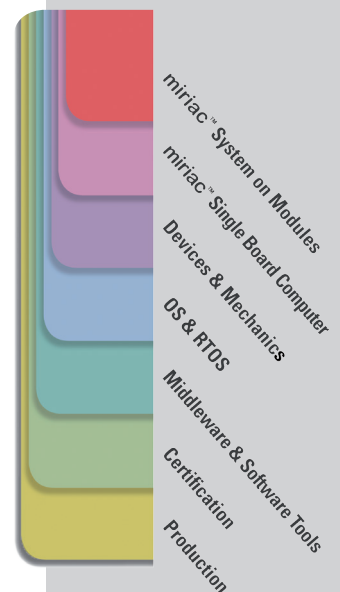 miriac™ System on Modules
miriac™ Single Board Computer
Devices & Mechanics
OS & RTOS
Middleware & Software Tools
Certification
Production